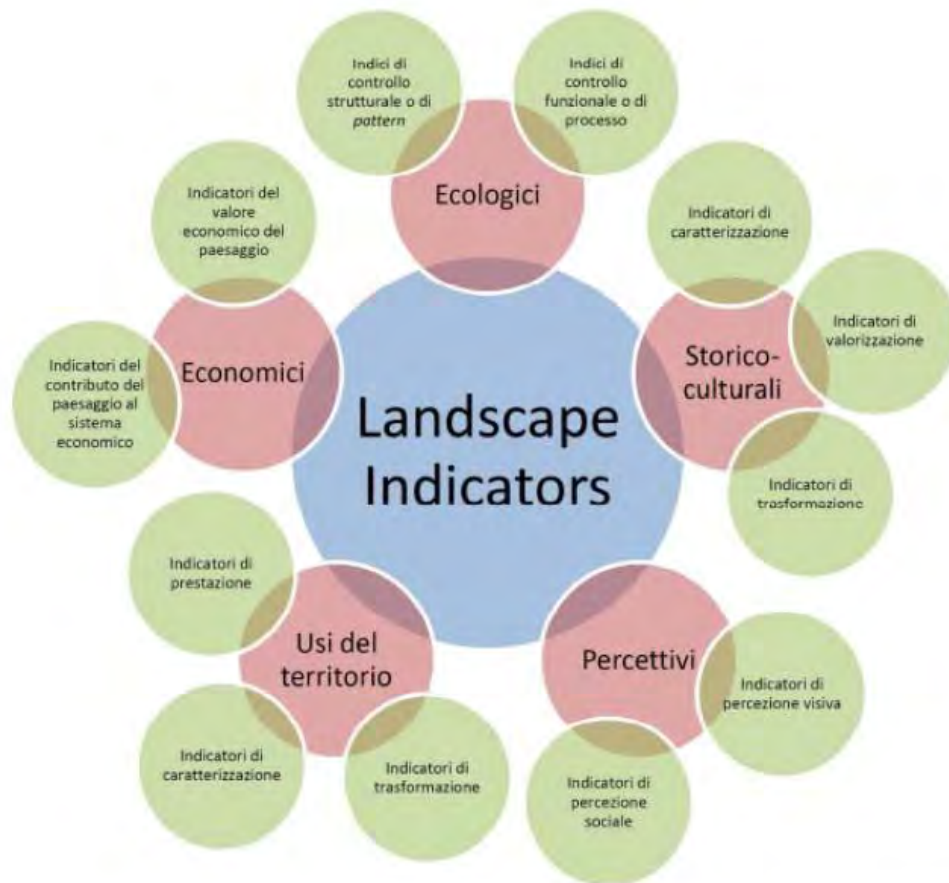 Indici di
controllo
strutturale o di
pattern
Indici di
controllo
funzionale o di
processo
Ecologici
Indicatori del
valore
economico del
paesaggio
Indicatori di
caratterizzazione
Indicatori di
valorizzazione
Storico-
culturali
Economici
Indicatori del
contributo del
paesaggio al
sistema
economico
Landscape
Indicators
Indicatori di
trasformazione
Indicatori di
prestazione
Usi del
territorio
Percettivi
Indicatori di
percezione visiva
Indicatori di
caratterizzazione
Indicatori di
trasformazione
Indicatori di
percezione
sociale